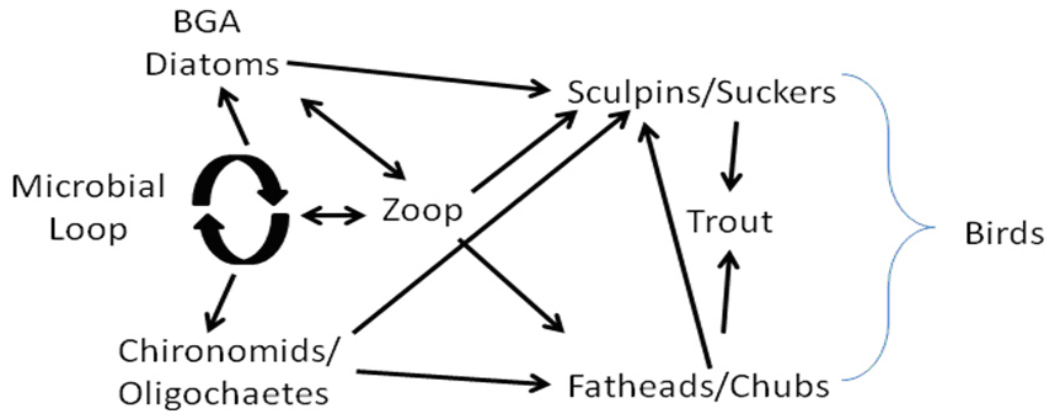 BGA
Diatoms
Sculpins/Suckers
Microbial
Loop
Zoop
Trout
Birds
Chironomids/
Oligochaetes
Fatheads/Chubs